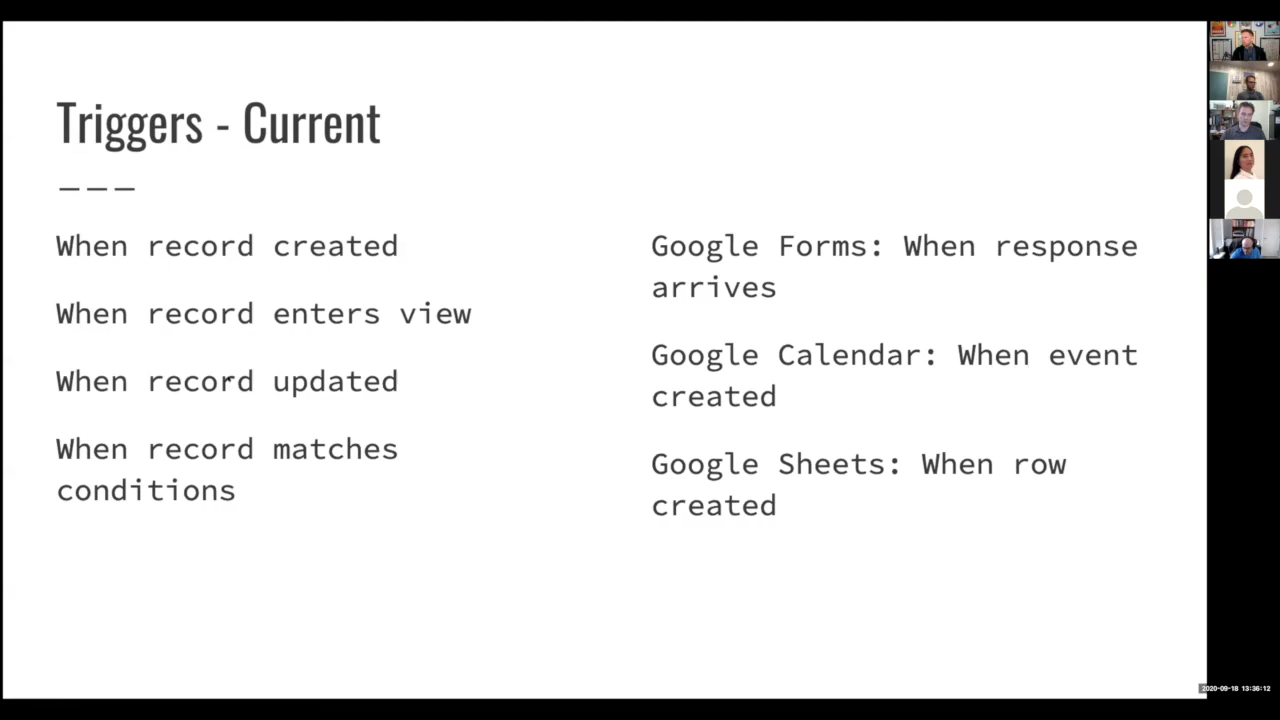 Triggers - Current
– – –
When record created
When record enters view
When record updated
When record matches
conditions
Google Forms: When response
arrives
Google Calendar: When event
created
Google Sheets: When row
created
2020-09-18 13:36:12